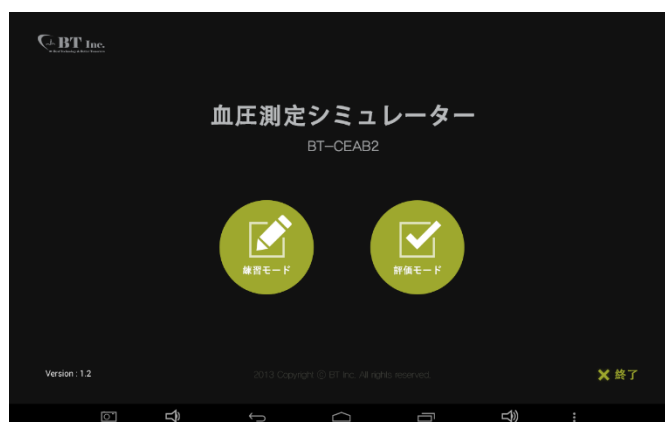 BT Inc.
血圧測定シミュレーター
BT-CEAB2
練習モード
評価モード
Version : 1.2
2013 Copyright ⓒ BT Inc. All rights reserved.
終了